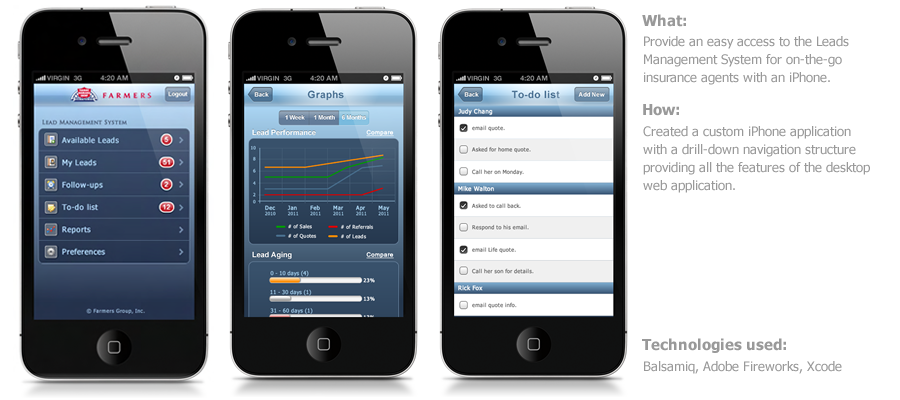 VIRGIN 3G 4:20 AM
FARMERS
Logout
LEAD MANAGEMENT SYSTEM
Available Leads 5
My Leads 51
Follow-ups 2
To-do list 12
Reports
Preferences
© Farmers Group, Inc.
VIRGIN 3G 4:20 AM
Back
Graphs
1 Week 1 Month 6 Months
Lead Performance Compare
10
8
6
4
2
0
Dec Jan Feb Mar Apr May
2010 2011 2011 2011 2011 2011
# of Sales # of Referrals
# of Quotes # of Leads
Lead Aging Compare
0 - 10 days (4)
23%
11 - 30 days (1)
13%
31 - 60 days (1)
13%
VIRGIN 3G 4:20 AM
Back
To-do list
Add New
Judy Chang
email quote.
Asked for home quote.
Call her on Monday.
Mike Walton
Asked to call back.
Respond to his email.
email Life quote.
Call her son for details.
Rick Fox
email quote info.
What:
Provide an easy access to the Leads
Management System for on-the-go
insurance agents with an iPhone.
How:
Created a custom iPhone application
with a drill-down navigation structure
providing all the features of the desktop
web application.
Technologies used:
Balsamiq, Adobe Fireworks, Xcode